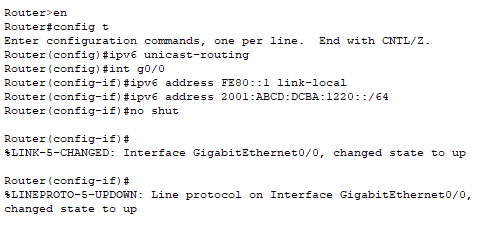 Router>en
Router#config t
Enter configuration commands, one per line.  End with CNTL/Z.
Router(config)#ipv6 unicast-routing
Router(config)#int g0/0
Router(config-if)#ipv6 address FE80::1 link-local
Router(config-if)#ipv6 address 2001:ABCD:DCBA:1220::/64
Router(config-if)#no shut
Router(config-if)#
%LINK-5-CHANGED: Interface GigabitEthernet0/0, changed state to up
Router(config-if)#
%LINEPROTO-5-UPDOWN: Line protocol on Interface GigabitEthernet0/0,
changed state to up